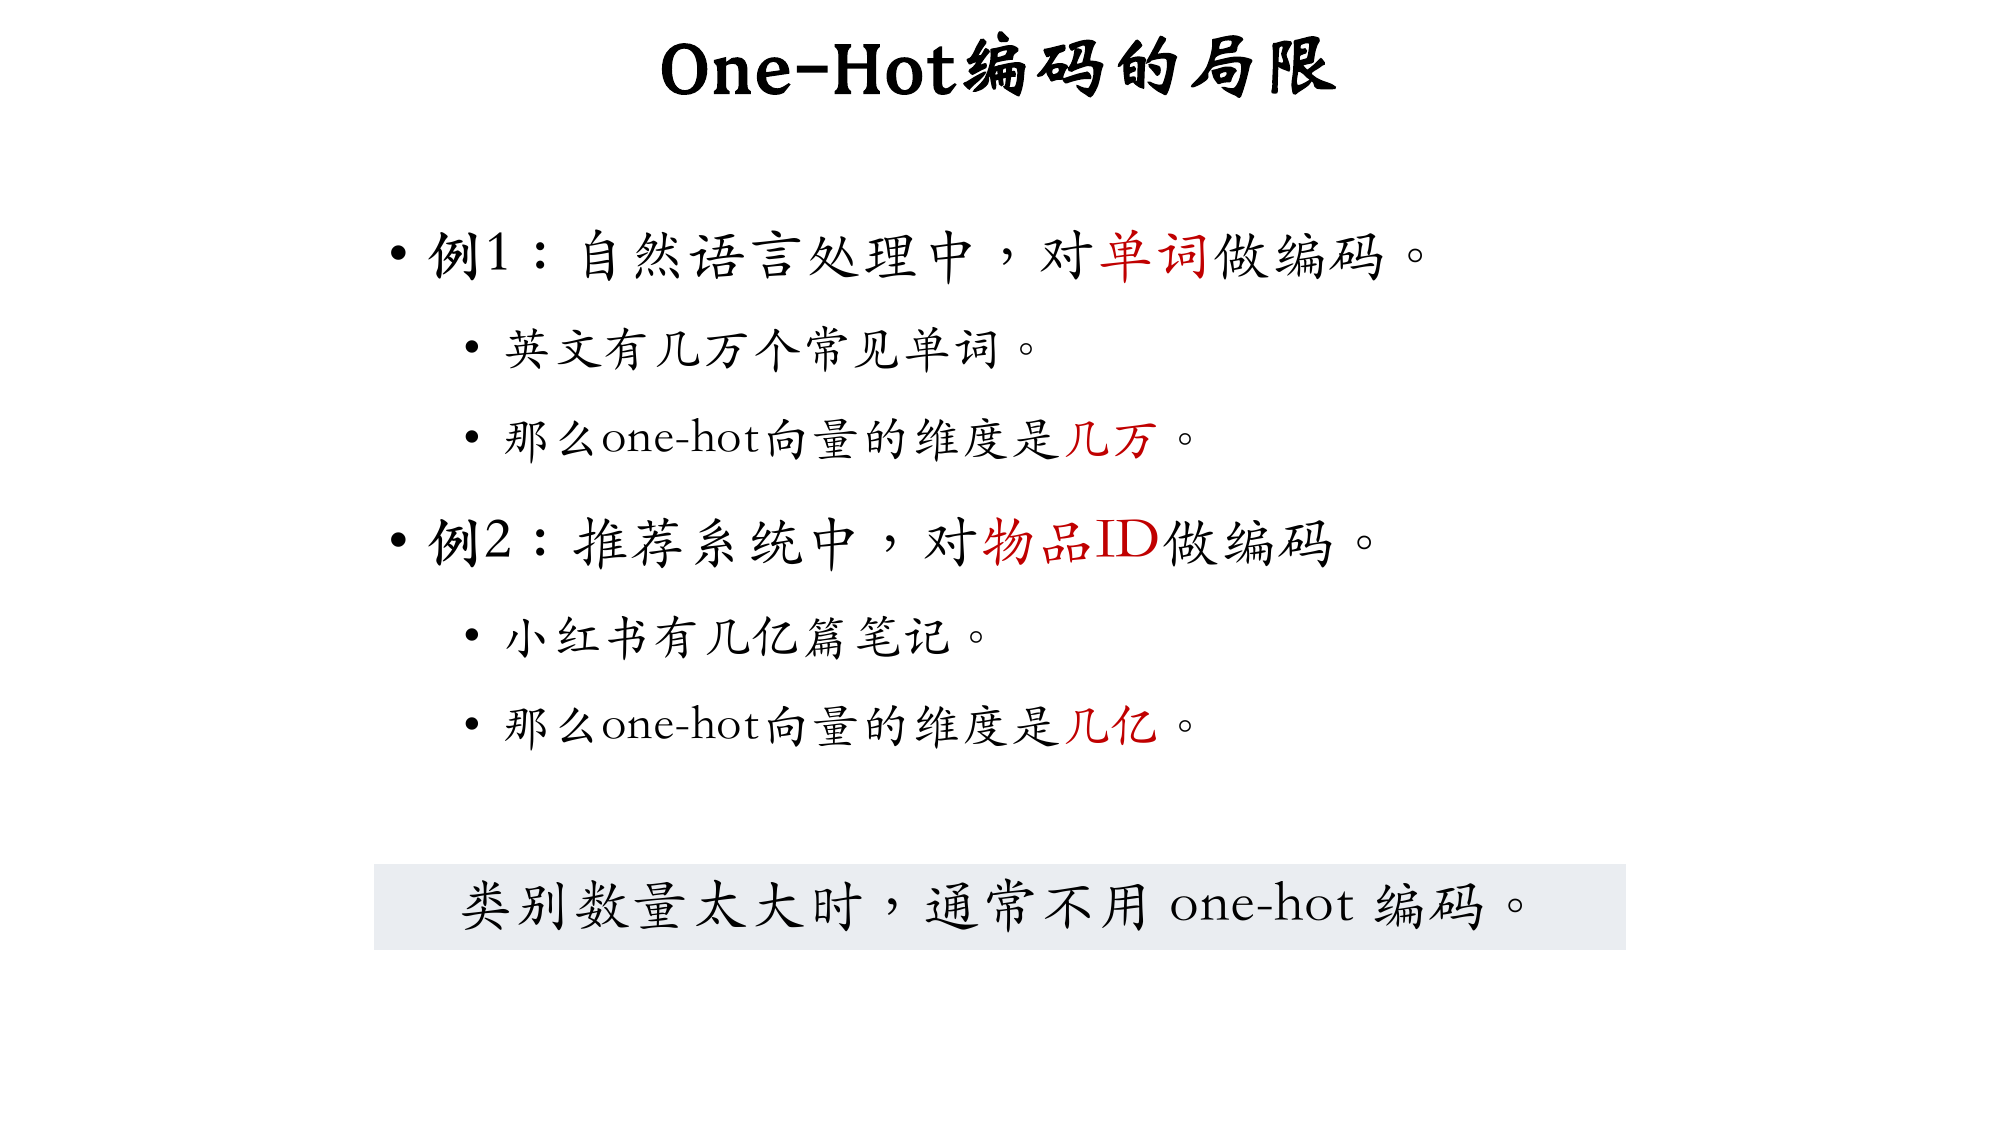 One-Hot编码的局限
• 例1：自然语言处理中，对单词做编码。
• 英文有几万个常见单词。
• 那么one-hot向量的维度是几万。
• 例2：推荐系统中，对物品ID做编码。
• 小红书有几亿篇笔记。
• 那么one-hot向量的维度是几亿。
类别数量太大时，通常不用 one-hot 编码。